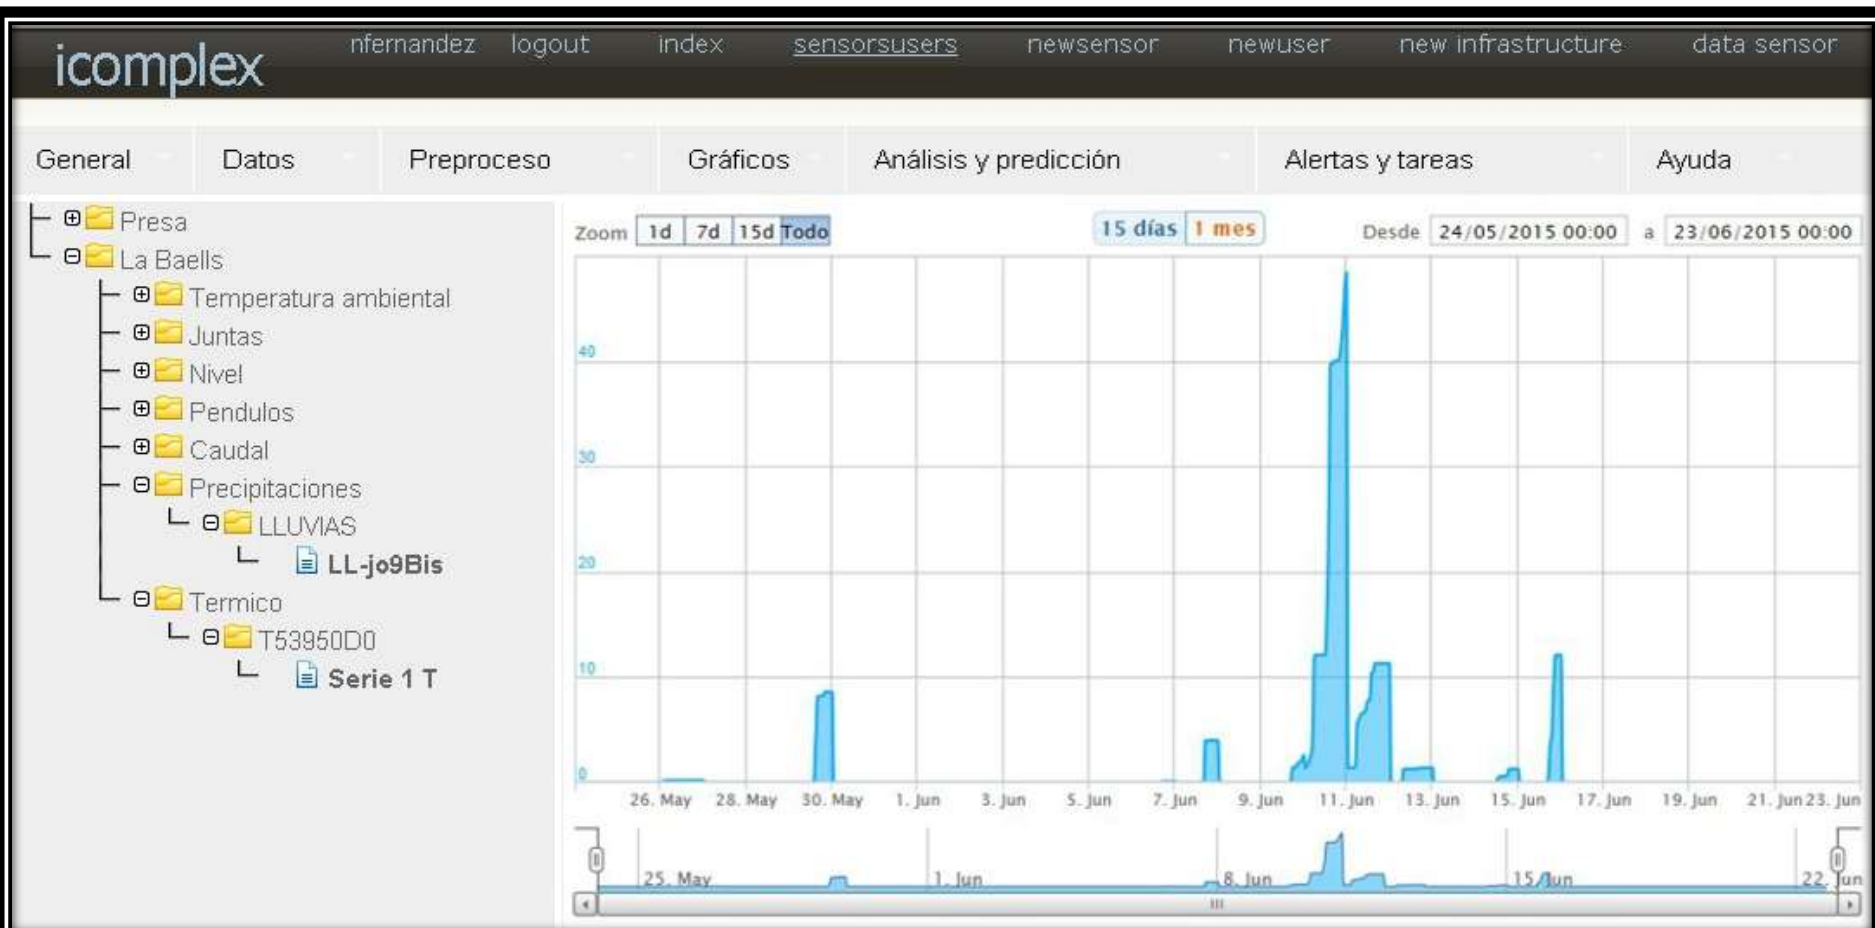 icomplex
nfernandez logout index sensorsusers newsensor newuser new infrastructure data sensor
General Datos Preproceso Gráficos Análisis y predicción Alertas y tareas Ayuda
Presa
La Baells
Temperatura ambiental
Juntas
Nivel
Pendulos
Caudal
Precipitaciones
LLUVIAS
LL-jo9Bis
Termico
T53950D0
Serie 1 T
Zoom 1d 7d 15d Todo 15 días 1 mes Desde 24/05/2015 00:00 a 23/06/2015 00:00
40
30
20
10
0
26. May 28. May 30. May 1. Jun 3. Jun 5. Jun 7. Jun 9. Jun 11. Jun 13. Jun 15. Jun 17. Jun 19. Jun 21. Jun 23. Jun
25. May 1. Jun 8. Jun 15. Jun 22. Jun